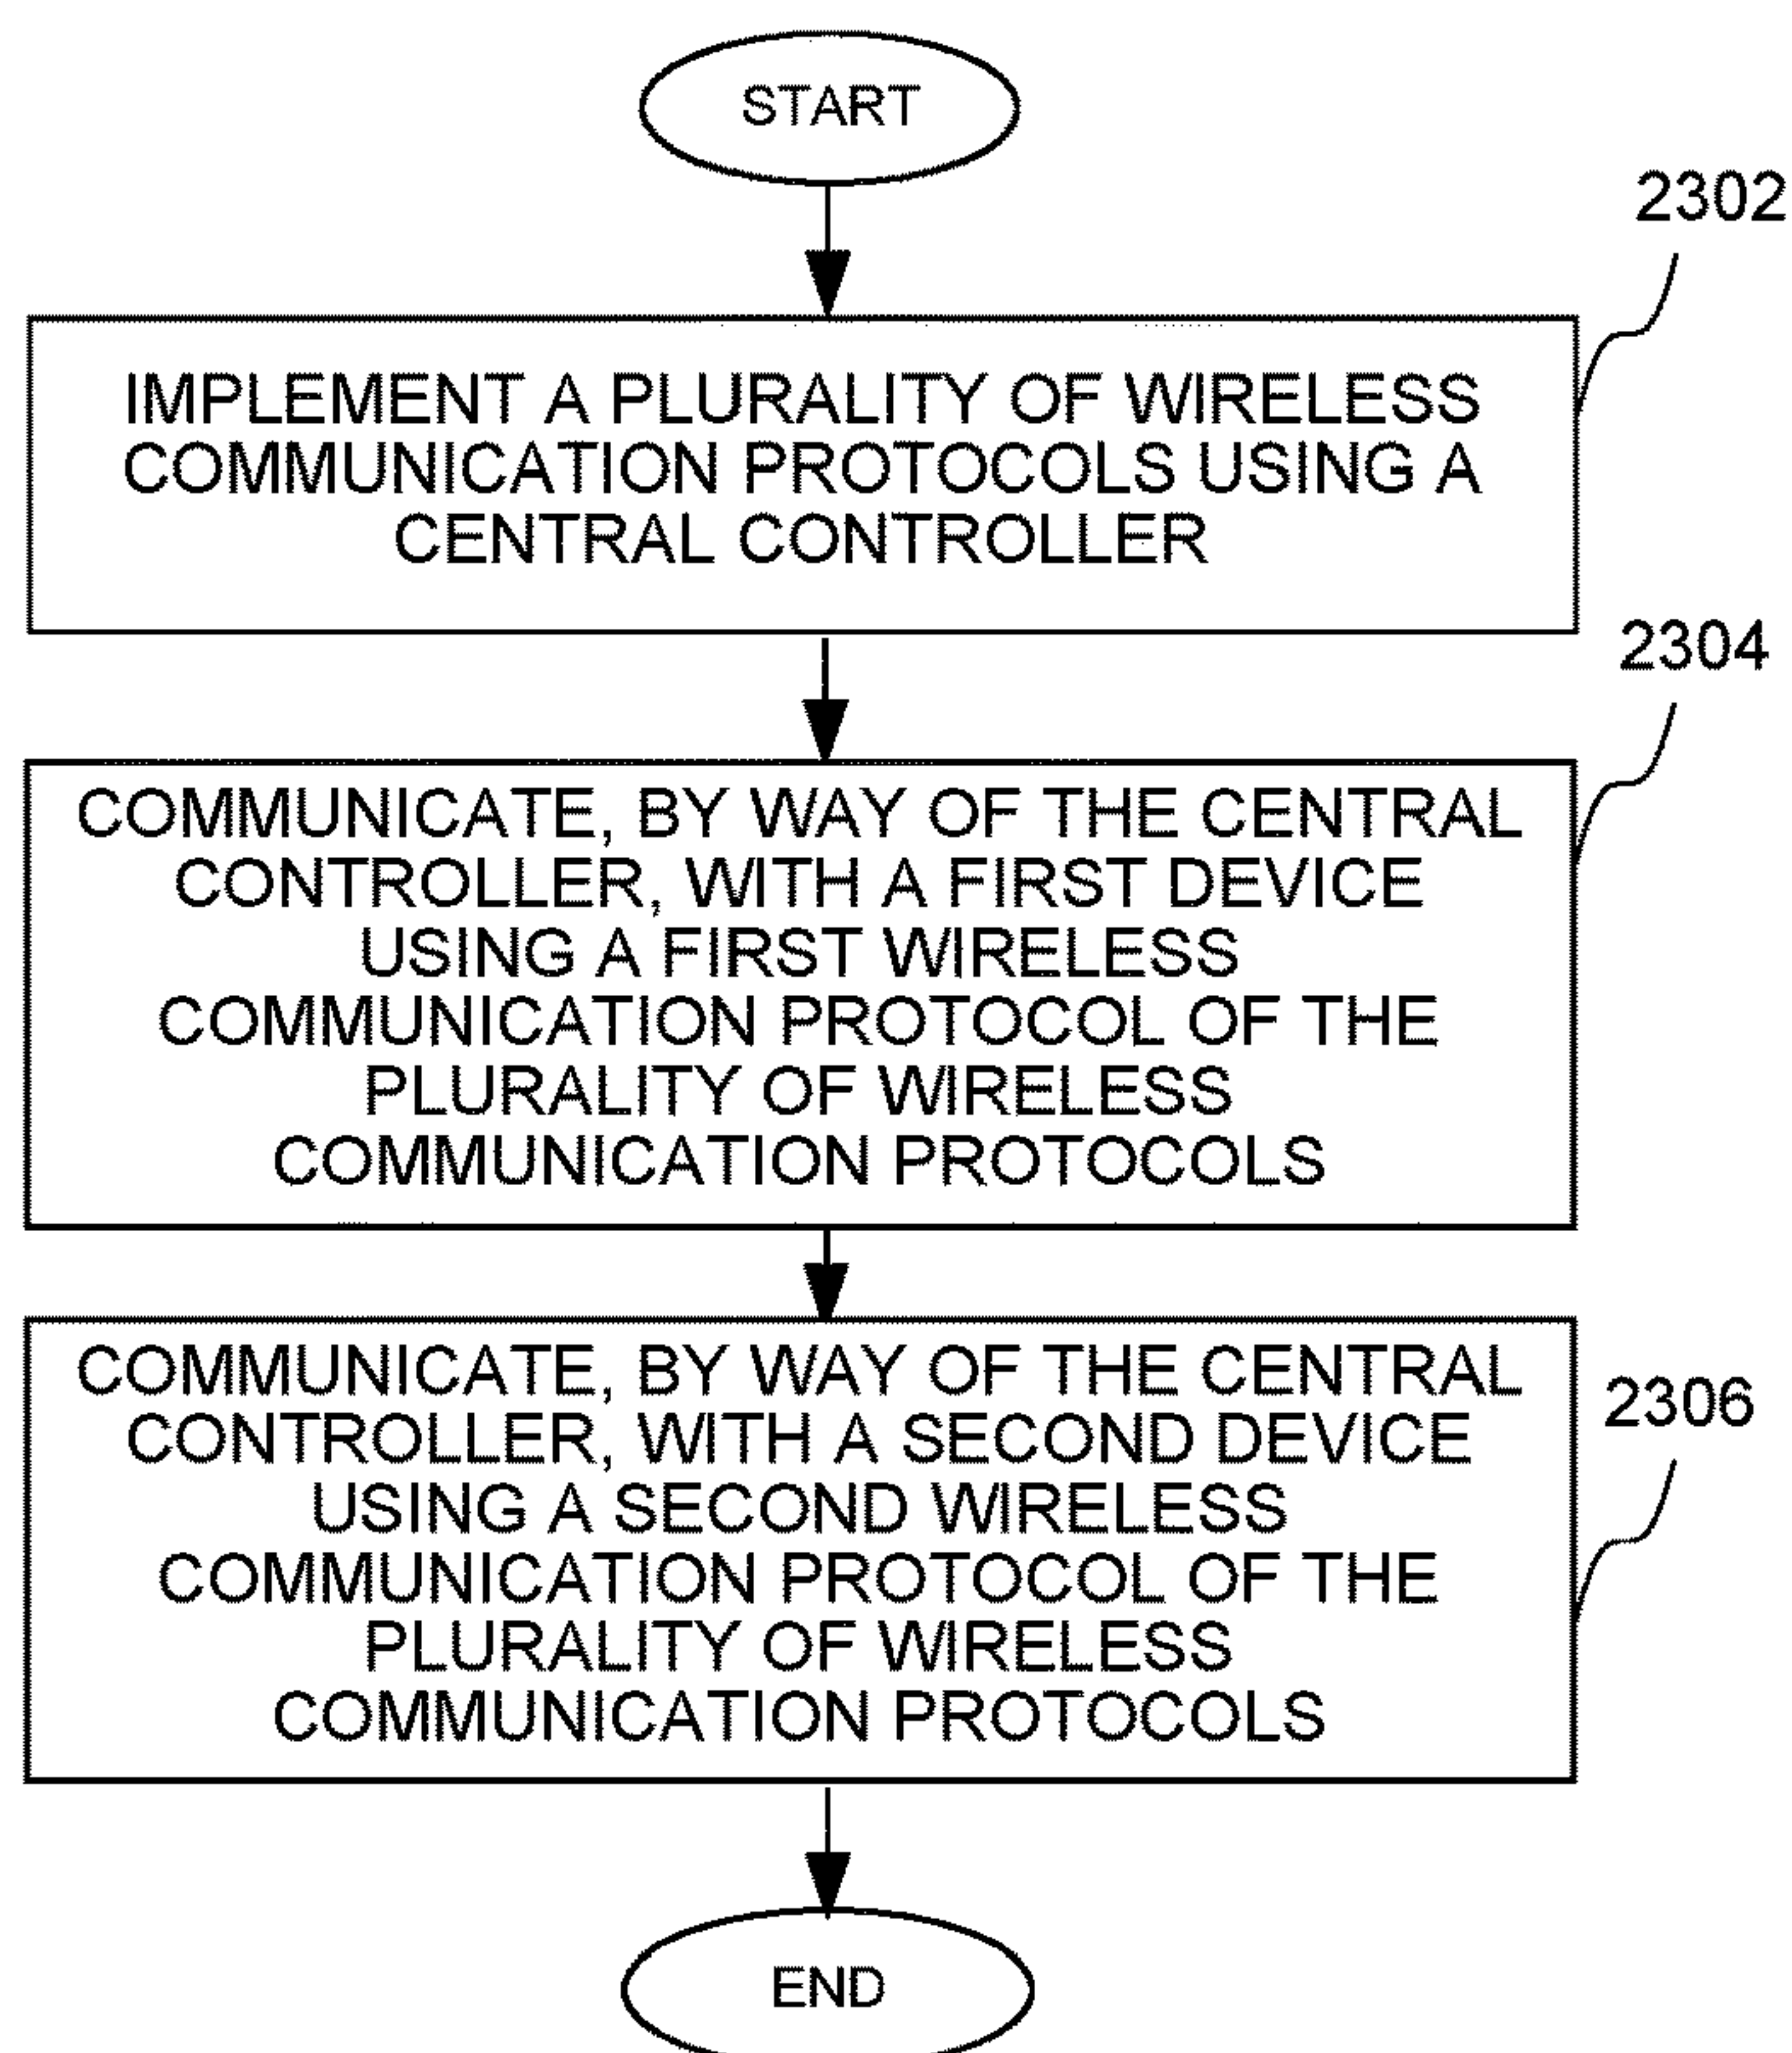 START
2302
IMPLEMENT A PLURALITY OF WIRELESS
COMMUNICATION PROTOCOLS USING A
CENTRAL CONTROLLER
2304
COMMUNICATE, BY WAY OF THE CENTRAL
CONTROLLER, WITH A FIRST DEVICE
USING A FIRST WIRELESS
COMMUNICATION PROTOCOL OF THE
PLURALITY OF WIRELESS
COMMUNICATION PROTOCOLS
COMMUNICATE, BY WAY OF THE CENTRAL
CONTROLLER, WITH A SECOND DEVICE
USING A SECOND WIRELESS
COMMUNICATION PROTOCOL OF THE
PLURALITY OF WIRELESS
COMMUNICATION PROTOCOLS
2306
END